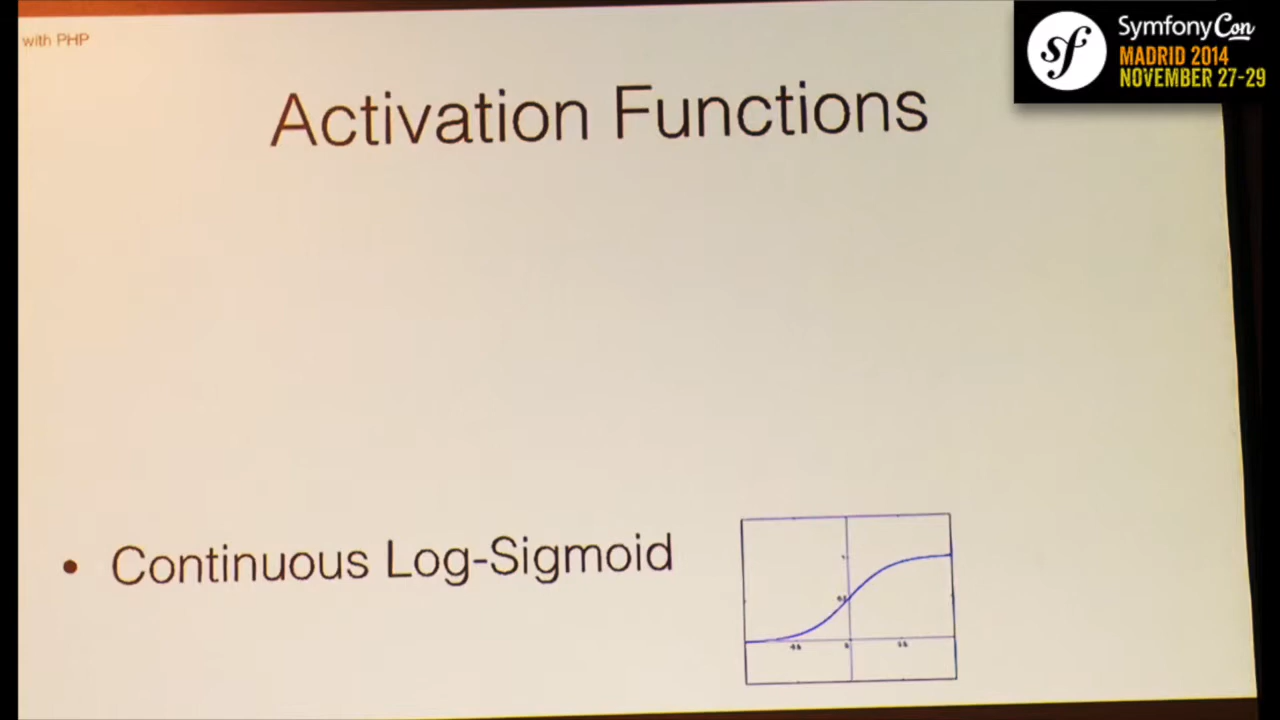 with PHP
sf
SymfonyCon
MADRID 2014
NOVEMBER 27-29
Activation Functions
• Continuous Log-Sigmoid